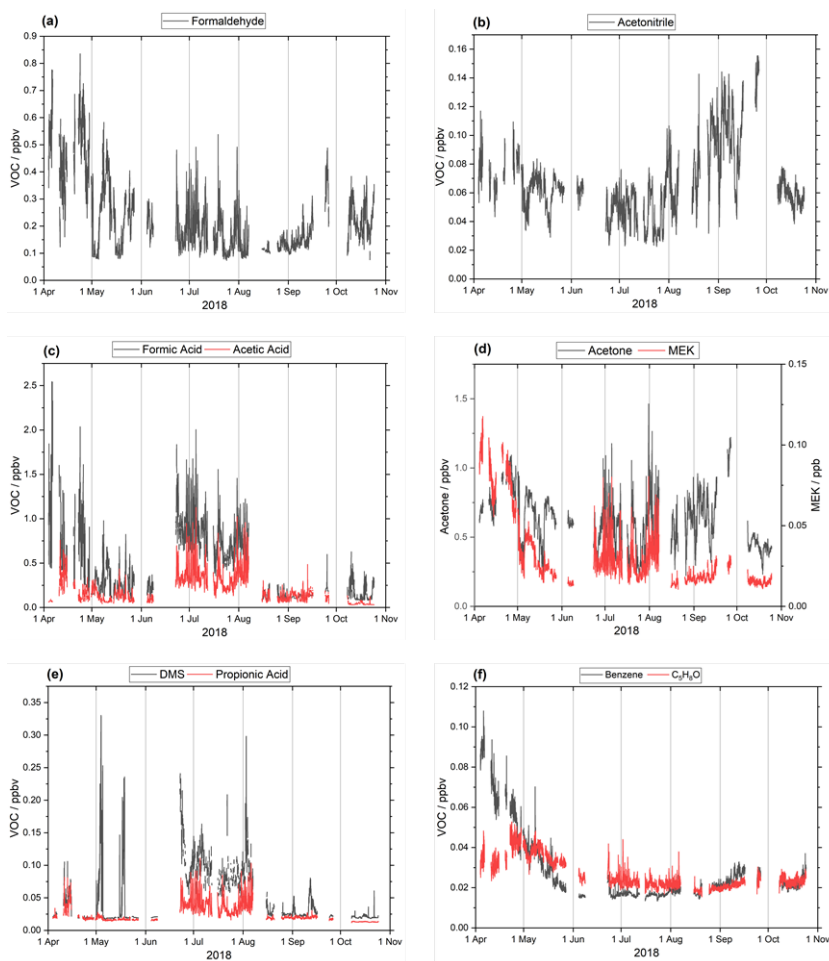 (a)
Formaldehyde
0.9
0.8
0.7
0.6
0.5
0.4
0.3
0.2
0.1
0.0
VOC / ppbv
1 Apr 1 May 1 Jun 1 Jul 1 Aug 1 Sep 1 Oct 1 Nov
2018
(b)
Acetonitrile
0.16
0.14
0.12
0.10
0.08
0.06
0.04
0.02
0.00
VOC / ppbv
1 Apr 1 May 1 Jun 1 Jul 1 Aug 1 Sep 1 Oct 1 Nov
2018
(c)
Formic Acid Acetic Acid
2.5
2.0
1.5
1.0
0.5
0.0
VOC / ppbv
1 Apr 1 May 1 Jun 1 Jul 1 Aug 1 Sep 1 Oct 1 Nov
2018
(d)
Acetone MEK
1.5
1.0
0.5
0.0
Acetone / ppbv
0.15
0.10
0.05
0.00
MEK / ppb
1 Apr 1 May 1 Jun 1 Jul 1 Aug 1 Sep 1 Oct 1 Nov
2018
(e)
DMS Propionic Acid
0.35
0.30
0.25
0.20
0.15
0.10
0.05
0.00
VOC / ppbv
1 Apr 1 May 1 Jun 1 Jul 1 Aug 1 Sep 1 Oct 1 Nov
2018
(f)
Benzene C₅H₈O
0.12
0.10
0.08
0.06
0.04
0.02
0.00
VOC / ppbv
1 Apr 1 May 1 Jun 1 Jul 1 Aug 1 Sep 1 Oct 1 Nov
2018